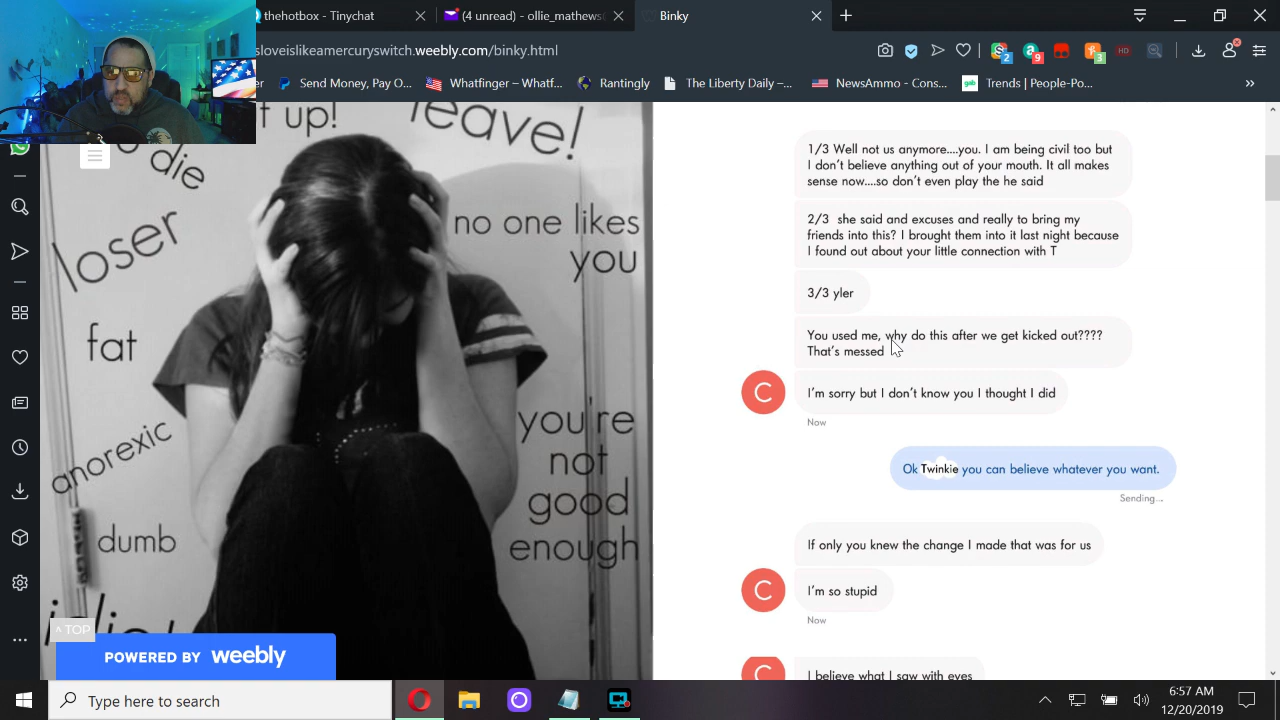 thehotbox - Tinychat
(4 unread) - ollie_mathews(
Binky
sloveislikeamercuryswitch.weebly.com/binky.html
2
9
HD
3
er
Send Money, Pay O...
Whatfinger – What...
Rantingly
The Liberty Daily –...
NewsAmmo - Cons...
gab
Trends | People-Po...
»
t up!
leave!
die
loser
no one likes
you
fat
anorexic
you're
not
good
enough
dumb
^ TOP
POWERED BY weebly
1/3 Well not us anymore....you. I am being civil too but
I don't believe anything out of your mouth. It all makes
sense now....so don't even play the he said
2/3 she said and excuses and really to bring my
friends into this? I brought them into it last night because
I found out about your little connection with T
3/3 yler
You used me, why do this after we get kicked out????
That's messed
C
I'm sorry but I don't know you I thought I did
Now
Ok Twinkie you can believe whatever you want.
Sending...
If only you knew the change I made that was for us
C
I'm so stupid
Now
C
I believe what I saw with eyes
Type here to search
6:57 AM
12/20/2019